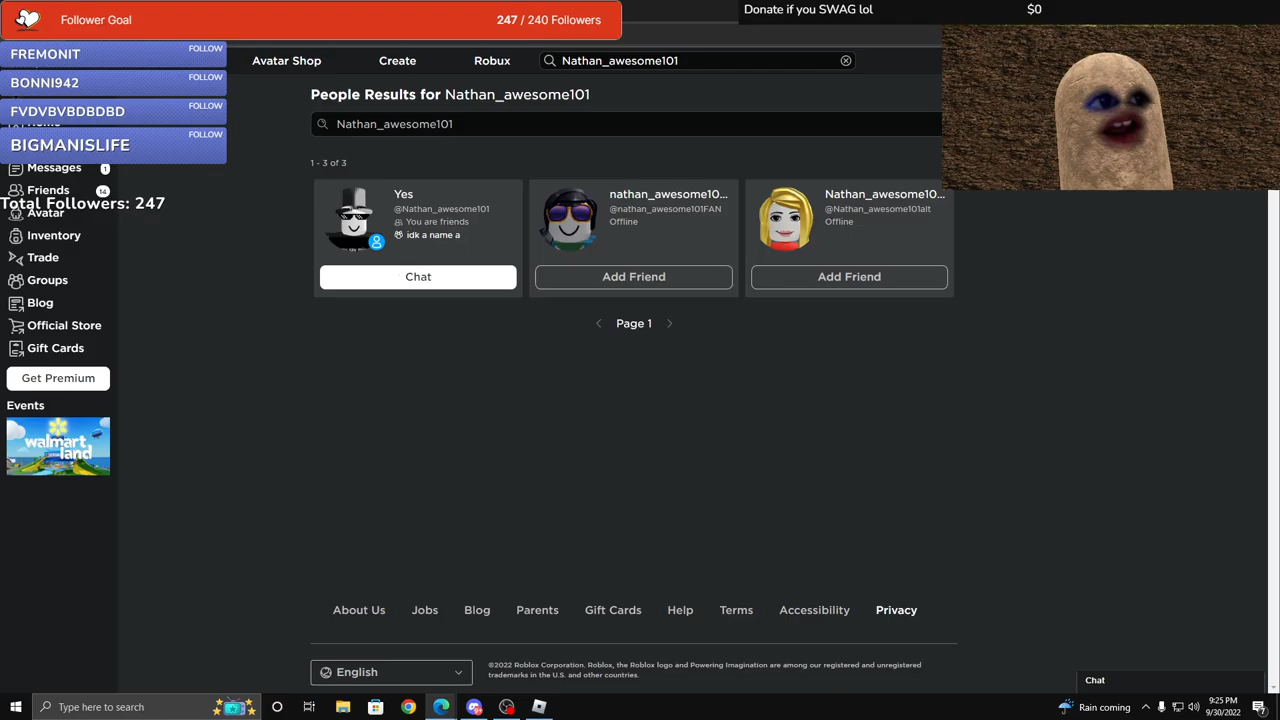 Follower Goal
247 / 240 Followers
Donate if you SWAG lol
$0
FREMONIT
FOLLOW
BONNI942
FOLLOW
FVDVBVBDBDBD
FOLLOW
BIGMANISLIFE
FOLLOW
Avatar Shop
Create
Robux
Nathan_awesome101
People Results for Nathan_awesome101
Nathan_awesome101
1 - 3 of 3
Messages
1
Friends
14
Total Followers: 247
Avatar
Inventory
Trade
Groups
Blog
Official Store
Gift Cards
Get Premium
Events
walmart
land
Yes
@Nathan_awesome101
You are friends
idk a name a
Chat
nathan_awesome10...
@nathan_awesome101FAN
Offline
Add Friend
Nathan_awesome10...
@Nathan_awesome101alt
Offline
Add Friend
Page 1
About Us
Jobs
Blog
Parents
Gift Cards
Help
Terms
Accessibility
Privacy
English
©2022 Roblox Corporation. Roblox, the Roblox logo and Powering Imagination are among our registered and unregistered
trademarks in the U.S. and other countries.
Chat
Type here to search
Rain coming
9:25 PM
9/30/2022
7